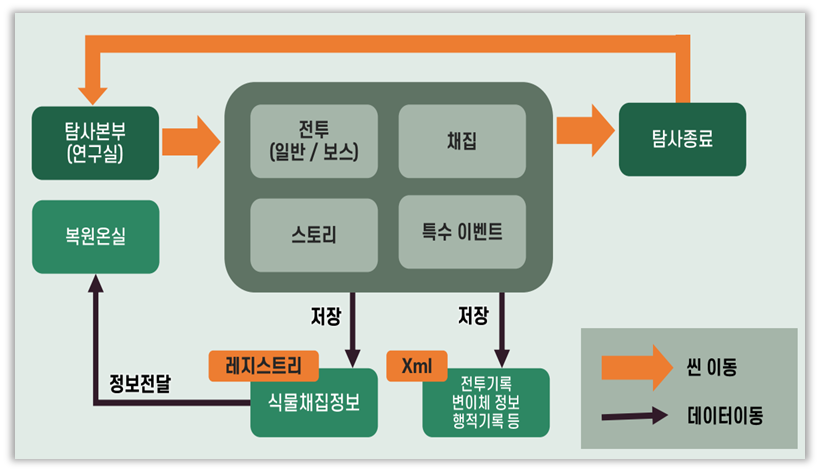 탐사본부
(연구실)
전투
(일반 / 보스)
채집
탐사종료
복원온실
스토리
특수 이벤트
저장
저장
레지스트리
Xml
정보전달
식물채집정보
전투기록
변이체 정보
행적기록 등
씬 이동
데이터이동